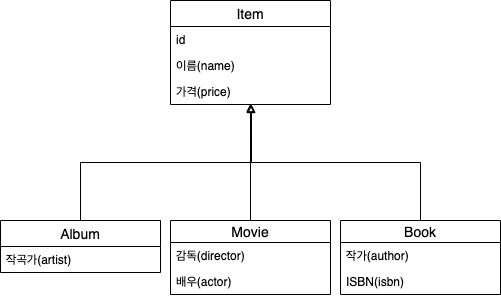 Item
id
이름(name)
가격(price)
Album
작곡가(artist)
Movie
감독(director)
배우(actor)
Book
작가(author)
ISBN(isbn)